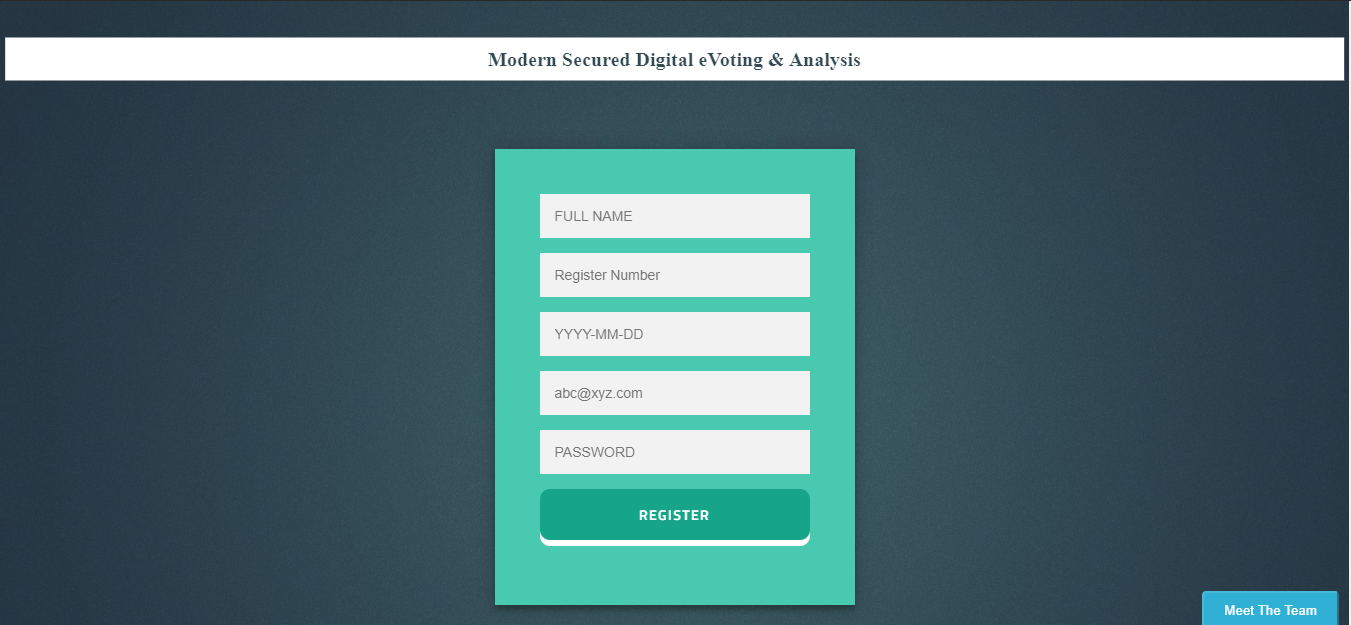 Modern Secured Digital eVoting & Analysis
FULL NAME
Register Number
YYYY-MM-DD
abc@xyz.com
PASSWORD
REGISTER
Meet The Team